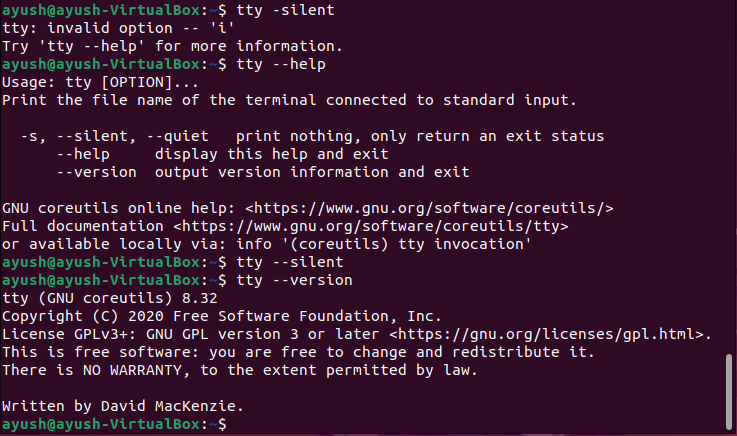 ayush@ayush-VirtualBox:~$ tty -silent
tty: invalid option -- 'i'
Try 'tty --help' for more information.
ayush@ayush-VirtualBox:~$ tty --help
Usage: tty [OPTION]...
Print the file name of the terminal connected to standard input.

  -s, --silent, --quiet   print nothing, only return an exit status
      --help     display this help and exit
      --version  output version information and exit

GNU coreutils online help: <https://www.gnu.org/software/coreutils/>
Full documentation <https://www.gnu.org/software/coreutils/tty>
or available locally via: info '(coreutils) tty invocation'
ayush@ayush-VirtualBox:~$ tty --silent
ayush@ayush-VirtualBox:~$ tty --version
tty (GNU coreutils) 8.32
Copyright (C) 2020 Free Software Foundation, Inc.
License GPLv3+: GNU GPL version 3 or later <https://gnu.org/licenses/gpl.html>.
This is free software: you are free to change and redistribute it.
There is NO WARRANTY, to the extent permitted by law.

Written by David MacKenzie.
ayush@ayush-VirtualBox:~$